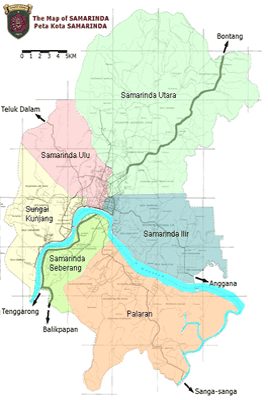 The Map of SAMARINDA
Peta Kota SAMARINDA
0 1 2 3 4 5KM
Bontang
Samarinda Utara
Teluk Dalam
Samarinda Ulu
Sungai
Kunjang
Samarinda Ilir
Samarinda
Seberang
Anggana
Tenggarong
Palaran
Balikpapan
Sanga-sanga